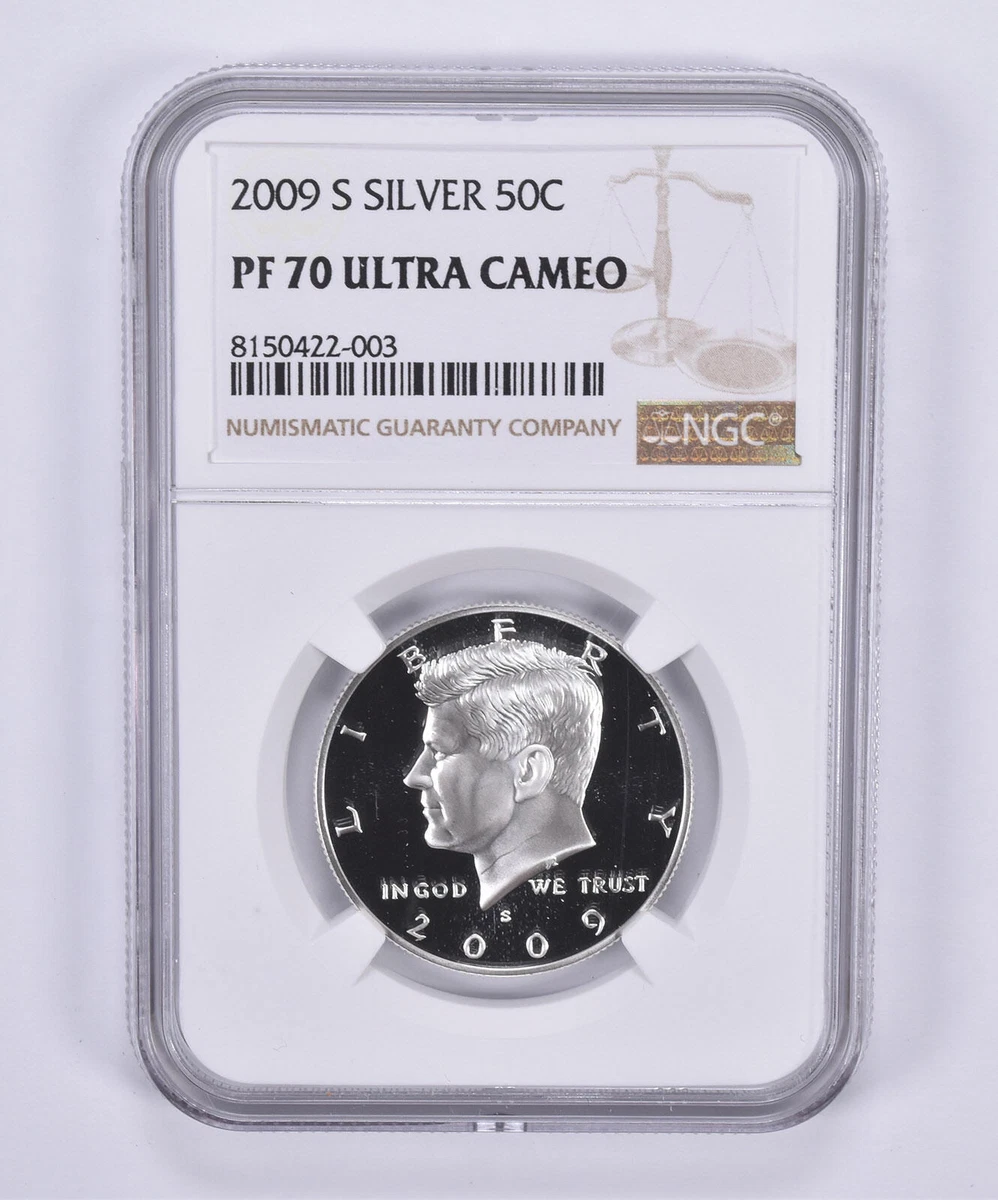 2009 S SILVER 50C
PF 70 ULTRA CAMEO
8150422-003
NUMISMATIC GUARANTY COMPANY
NGC®
LIBERTY
IN GOD WE TRUST
S
2009